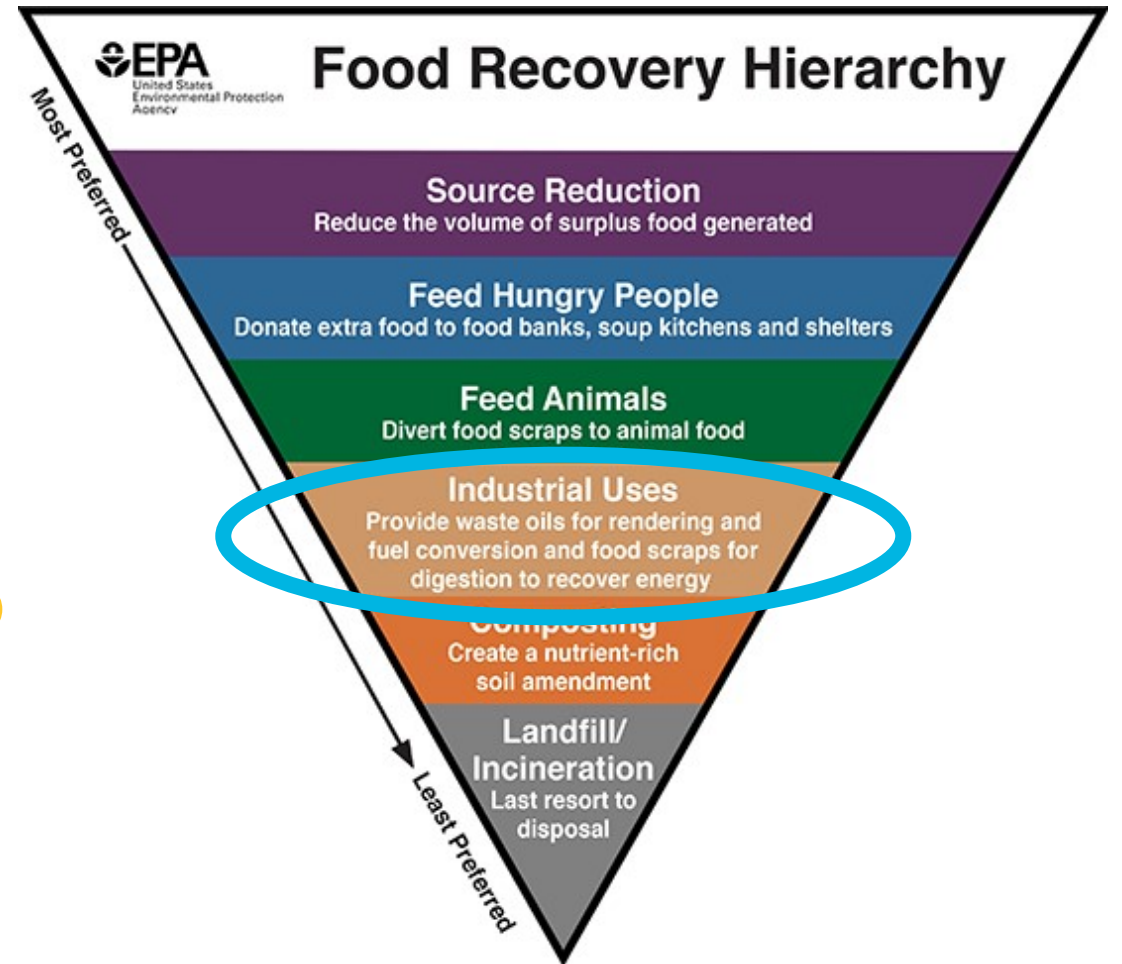 EPA
United States
Environmental Protection
Agency
Food Recovery Hierarchy
Most Preferred
Source Reduction
Reduce the volume of surplus food generated
Feed Hungry People
Donate extra food to food banks, soup kitchens and shelters
Feed Animals
Divert food scraps to animal food
Industrial Uses
Provide waste oils for rendering and
fuel conversion and food scraps for
digestion to recover energy
Composting
Create a nutrient-rich
soil amendment
Landfill/
Incineration
Last resort to
disposal
Least Preferred